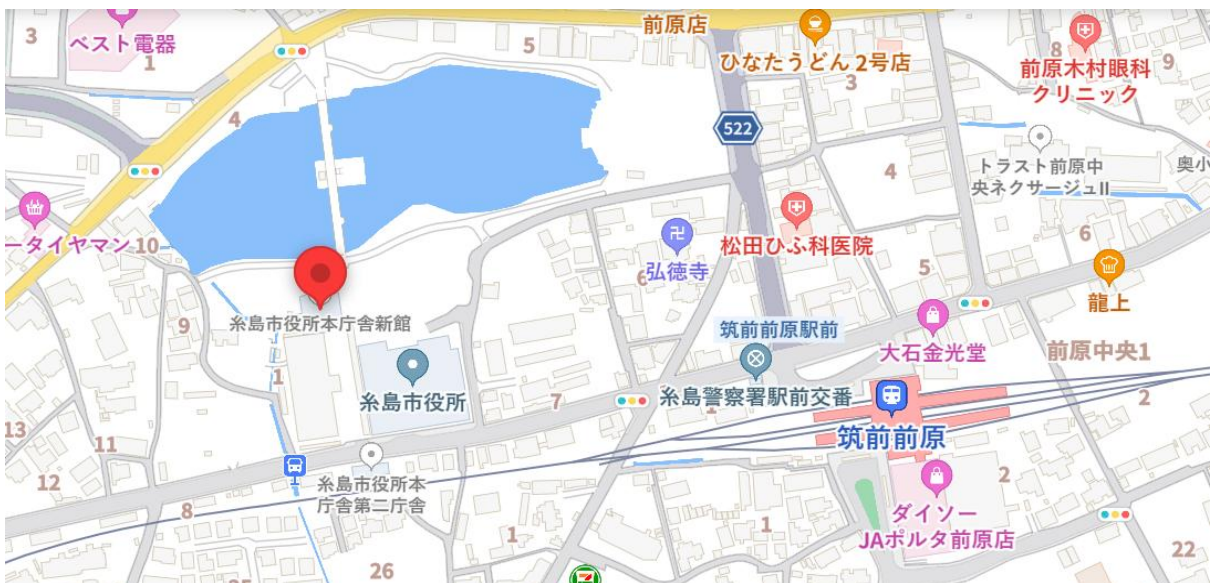 3
ベスト電器
1
5
前原店
ひなたうどん 2号店
3
8
9
前原木村眼科
クリニック
4
522
トラスト前原中
央ネクサージュII
奥小
4
ータイヤマン
10
松田ひふ科医院
弘徳寺
6
6
5
龍上
9
糸島市役所本庁舎新館
筑前前原駅前
大石金光堂
前原中央1
1
糸島市役所
7
糸島警察署駅前交番
1
2
筑前前原
13
11
12
糸島市役所本
庁舎第二庁舎
8
2
ダイソー
JAポルタ前原店
1
1
22
26